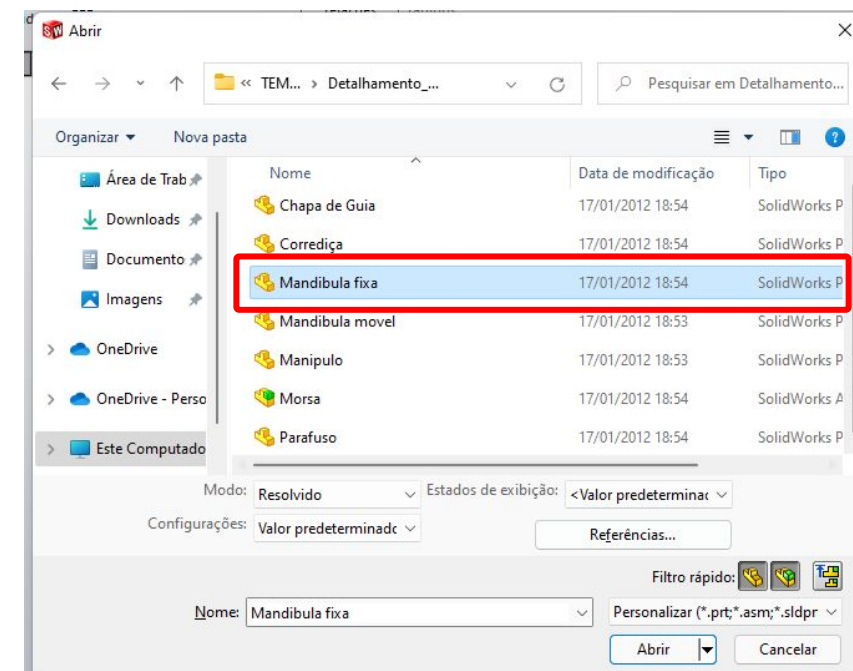 Abrir
« TEM... › Detalhamento_...
Pesquisar em Detalhamento...
Organizar Nova pasta
Nome Data de modificação Tipo
Área de Trab
Downloads
Documento
Imagens
OneDrive
OneDrive - Perso
Este Computado
Chapa de Guia 17/01/2012 18:54 SolidWorks P
Corrediça 17/01/2012 18:54 SolidWorks P
Mandibula fixa 17/01/2012 18:54 SolidWorks P
Mandibula movel 17/01/2012 18:53 SolidWorks P
Manipulo 17/01/2012 18:53 SolidWorks P
Morsa 17/01/2012 18:54 SolidWorks A
Parafuso 17/01/2012 18:54 SolidWorks P
Modo: Resolvido Estados de exibição: <Valor predeterminac
Configurações: Valor predeterminadc
Referências...
Filtro rápido:
Nome: Mandibula fixa Personalizar (*.prt;*.asm;*.sldpr
Abrir Cancelar